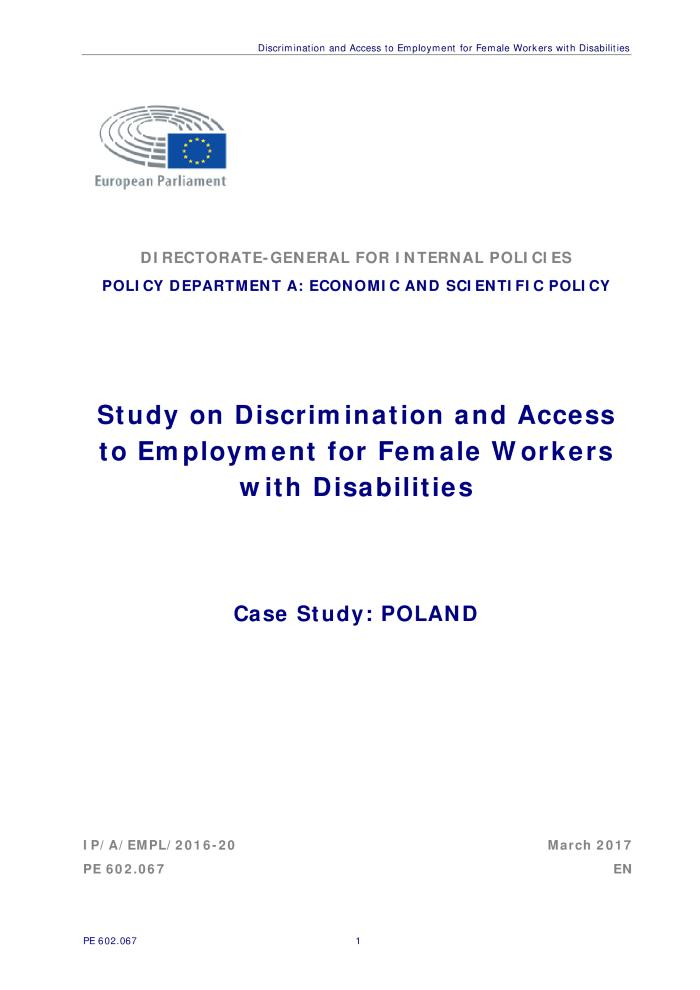 Discrimination and Access to Employment for Female Workers with Disabilities
European Parliament
DIRECTORATE-GENERAL FOR INTERNAL POLICIES
POLICY DEPARTMENT A: ECONOMIC AND SCIENTIFIC POLICY
Study on Discrimination and Access
to Employment for Female Workers
with Disabilities
Case Study: POLAND
IP/A/EMPL/2016-20 March 2017
PE 602.067 EN
PE 602.067 1